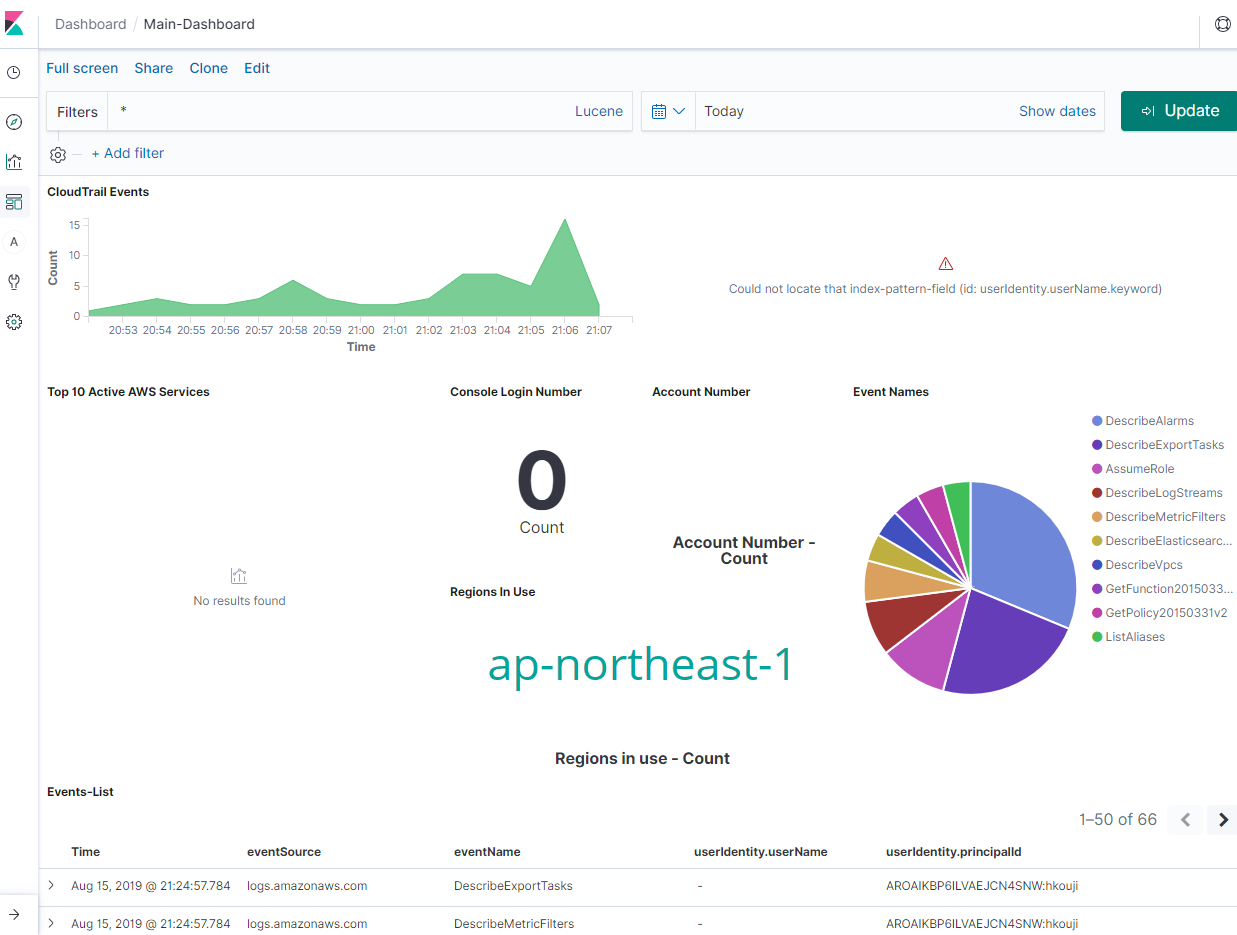 Dashboard / Main-Dashboard
Full screen Share Clone Edit
Filters * Lucene Today Show dates Update
+ Add filter
CloudTrail Events
A
Count
15
10
5
0
20:53 20:54 20:55 20:56 20:57 20:58 20:59 21:00 21:01 21:02 21:03 21:04 21:05 21:06 21:07
Time
Could not locate that index-pattern-field (id: userIdentity.userName.keyword)
Top 10 Active AWS Services
No results found
Console Login Number
0
Count
Account Number
Account Number -
Count
Regions In Use
ap-northeast-1
Regions in use - Count
Event Names
DescribeAlarms
DescribeExportTasks
AssumeRole
DescribeLogStreams
DescribeMetricFilters
DescribeElasticsearc...
DescribeVpcs
GetFunction2015033...
GetPolicy20150331v2
ListAliases
Events-List
1–50 of 66
Time eventSource eventName userIdentity.userName userIdentity.principalId
Aug 15, 2019 @ 21:24:57.784 logs.amazonaws.com DescribeExportTasks - AROAIKBP6ILVAEJCN4SNW:hkouji
Aug 15, 2019 @ 21:24:57.784 logs.amazonaws.com DescribeMetricFilters - AROAIKBP6ILVAEJCN4SNW:hkouji